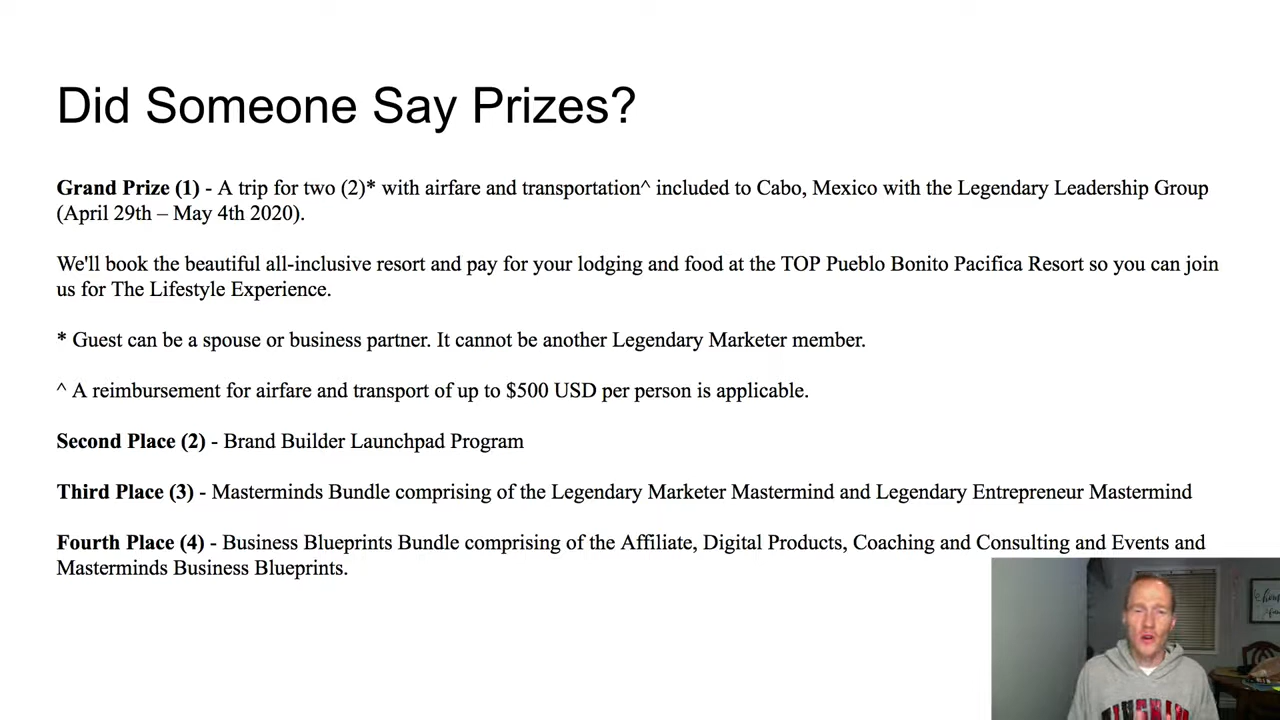 Did Someone Say Prizes?
Grand Prize (1) - A trip for two (2)* with airfare and transportation^ included to Cabo, Mexico with the Legendary Leadership Group
(April 29th – May 4th 2020).
We'll book the beautiful all-inclusive resort and pay for your lodging and food at the TOP Pueblo Bonito Pacifica Resort so you can join
us for The Lifestyle Experience.
* Guest can be a spouse or business partner. It cannot be another Legendary Marketer member.
^ A reimbursement for airfare and transport of up to $500 USD per person is applicable.
Second Place (2) - Brand Builder Launchpad Program
Third Place (3) - Masterminds Bundle comprising of the Legendary Marketer Mastermind and Legendary Entrepreneur Mastermind
Fourth Place (4) - Business Blueprints Bundle comprising of the Affiliate, Digital Products, Coaching and Consulting and Events and
Masterminds Business Blueprints.